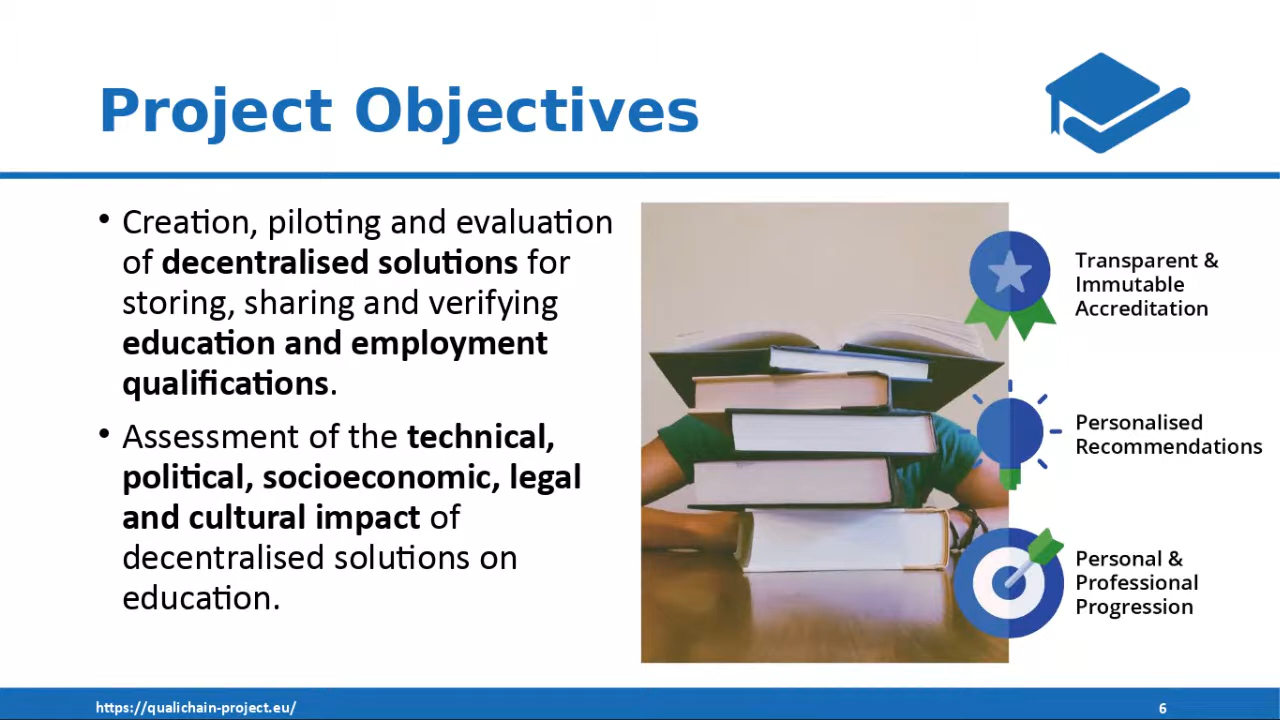 Project Objectives
• Creation, piloting and evaluation
of decentralised solutions for
storing, sharing and verifying
education and employment
qualifications.
• Assessment of the technical,
political, socioeconomic, legal
and cultural impact of
decentralised solutions on
education.
Transparent &
Immutable
Accreditation
Personalised
Recommendations
Personal &
Professional
Progression
https://qualichain-project.eu/
6